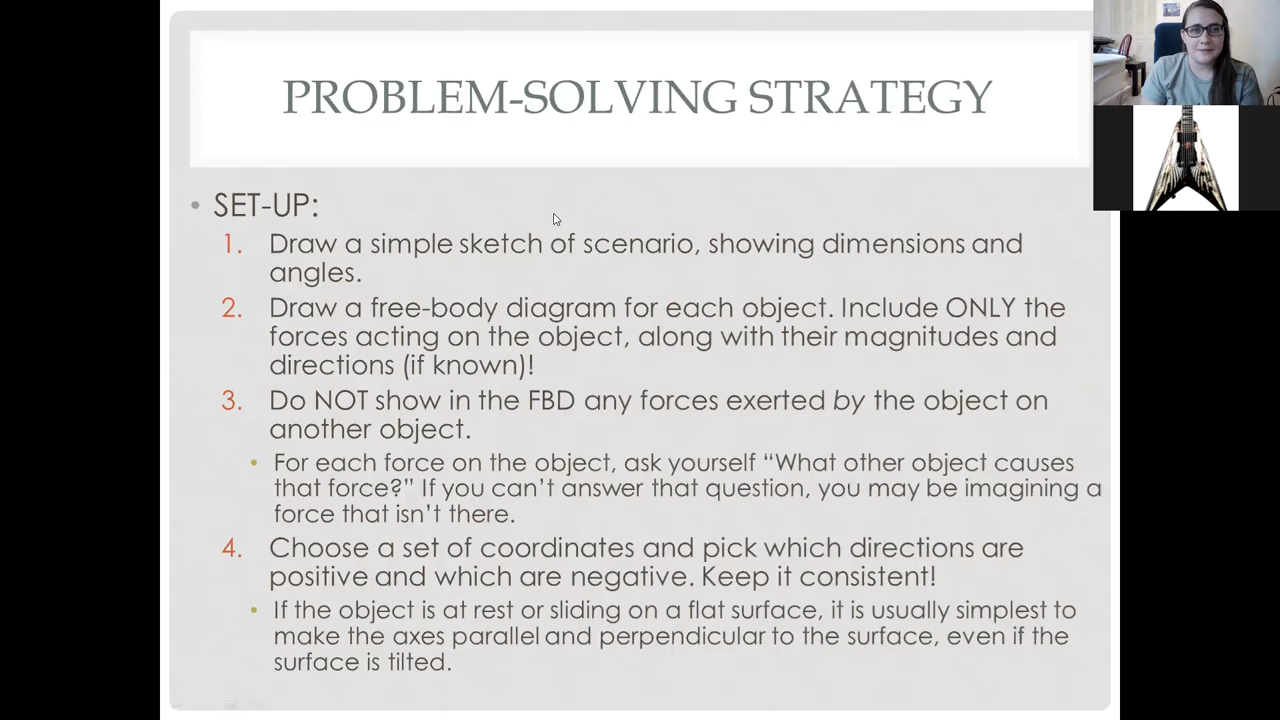 PROBLEM-SOLVING STRATEGY
• SET-UP:
1. Draw a simple sketch of scenario, showing dimensions and
angles.
2. Draw a free-body diagram for each object. Include ONLY the
forces acting on the object, along with their magnitudes and
directions (if known)!
3. Do NOT show in the FBD any forces exerted by the object on
another object.
• For each force on the object, ask yourself “What other object causes
that force?” If you can’t answer that question, you may be imagining a
force that isn’t there.
4. Choose a set of coordinates and pick which directions are
positive and which are negative. Keep it consistent!
• If the object is at rest or sliding on a flat surface, it is usually simplest to
make the axes parallel and perpendicular to the surface, even if the
surface is tilted.